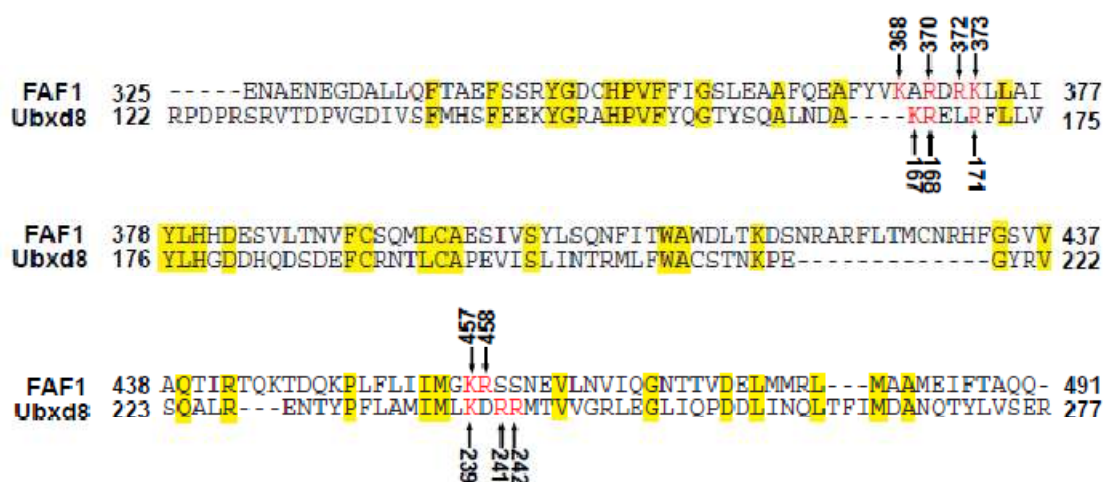 368 370 372 373
FAF1 325 -----ENAENEGDALLQFTAEFSSRYGDCHPVFFIGSLEAAFQEAFYVKARDRKLLAI 377
Ubxd8 122 RPDPRSRVTDPVGDIVSFMHSFEEKYGRAHPVFYQGTYSQALNDA----KRELRFLLV 175
167 168 171
FAF1 378 YLHHDESVLTNVFCSQMLCAESIVSYLSQNFITWAWDLTKDSNRARFLTMCNRHFGSVV 437
Ubxd8 176 YLHGDDHQDSDEFCRNTLCAPEVISLINTRMLFWACSTNKPE-------------GYRV 222
457 458
FAF1 438 AQTIRTQKTDQKPLFLIIMGKRSSNEVLNVIQGNTTVDELMMRL---MAAMEIFTAQQ- 491
Ubxd8 223 SQALR---ENTYPFLAMIMLKDRRMTVVGRLEGLIQPDDLINQLTFIMDANQTYLVSER 277
239 241 242